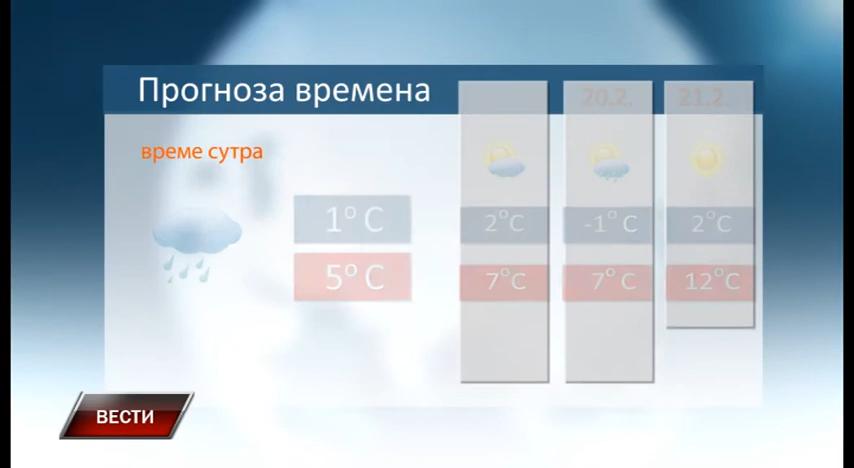 Прогноза времена
20.2. 21.2.
време сутра
1°C 2°C -1°C 2°C
5°C 7°C 7°C 12°C
ВЕСТИ